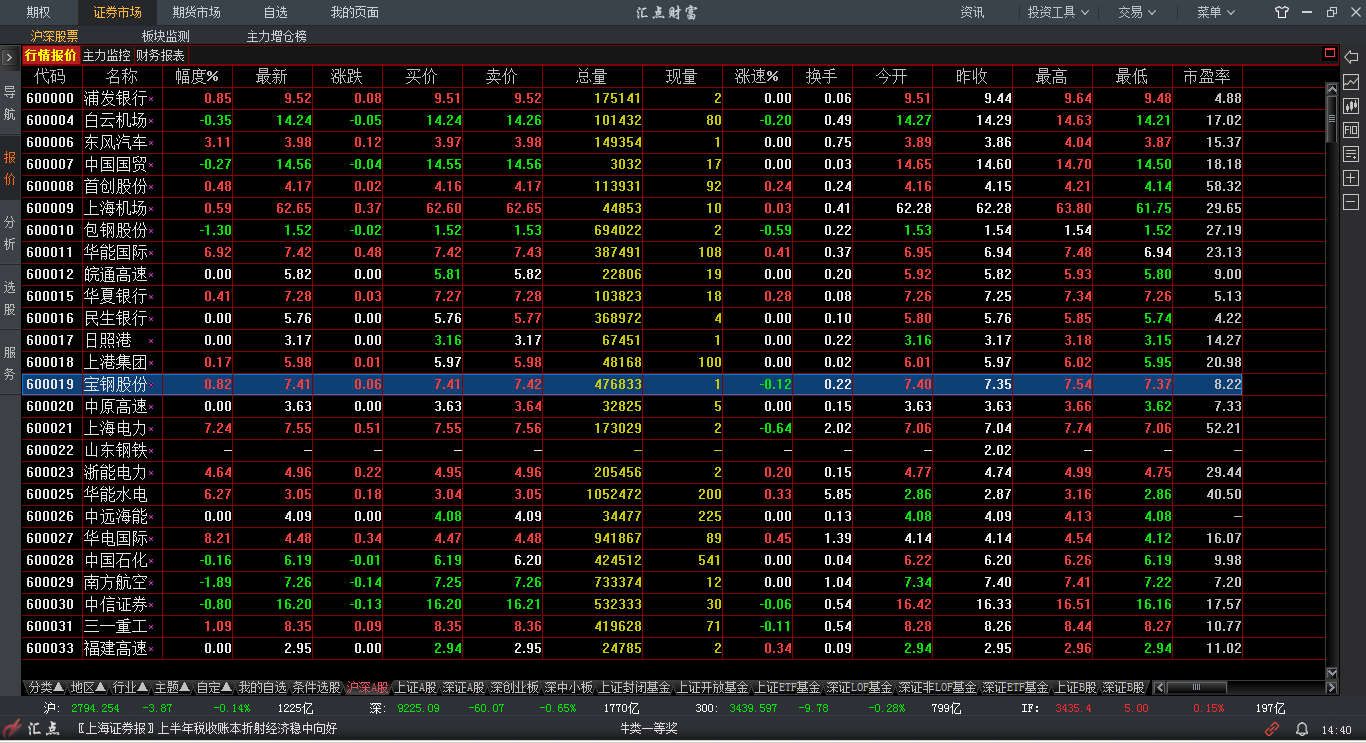 期权 证券市场 期货市场 自选 我的页面 汇点财富 资讯 投资工具 交易 菜单
沪深股票 板块监测 主力增仓榜
行情报价 主力监控 财务报表
代码 名称 幅度% 最新 涨跌 买价 卖价 总量 现量 涨速% 换手 今开 昨收 最高 最低 市盈率
600000 浦发银行× 0.85 9.52 0.08 9.51 9.52 175141 2 0.00 0.06 9.51 9.44 9.64 9.48 4.88
600004 白云机场× -0.35 14.24 -0.05 14.24 14.26 101432 80 -0.20 0.49 14.27 14.29 14.63 14.21 17.02
600006 东风汽车× 3.11 3.98 0.12 3.97 3.98 149354 1 0.00 0.75 3.89 3.86 4.04 3.87 15.37
600007 中国国贸× -0.27 14.56 -0.04 14.55 14.56 3032 17 0.00 0.03 14.65 14.60 14.70 14.50 18.18
600008 首创股份× 0.48 4.17 0.02 4.16 4.17 113931 92 0.24 0.24 4.16 4.15 4.21 4.14 58.32
600009 上海机场× 0.59 62.65 0.37 62.60 62.65 44853 10 0.03 0.41 62.28 62.28 63.80 61.75 29.65
600010 包钢股份× -1.30 1.52 -0.02 1.52 1.53 694022 2 -0.59 0.22 1.53 1.54 1.54 1.52 27.19
600011 华能国际× 6.92 7.42 0.48 7.42 7.43 387491 108 0.41 0.37 6.95 6.94 7.48 6.94 23.13
600012 皖通高速× 0.00 5.82 0.00 5.81 5.82 22806 19 0.00 0.20 5.92 5.82 5.93 5.80 9.00
600015 华夏银行× 0.41 7.28 0.03 7.27 7.28 103823 18 0.28 0.08 7.26 7.25 7.34 7.26 5.13
600016 民生银行× 0.00 5.76 0.00 5.76 5.77 368972 4 0.00 0.10 5.80 5.76 5.85 5.74 4.22
600017 日照港 × 0.00 3.17 0.00 3.16 3.17 67451 1 0.00 0.22 3.16 3.17 3.18 3.15 14.27
600018 上港集团× 0.17 5.98 0.01 5.97 5.98 48168 100 0.00 0.02 6.01 5.97 6.02 5.95 20.98
600019 宝钢股份× 0.82 7.41 0.06 7.41 7.42 476833 1 -0.12 0.22 7.40 7.35 7.54 7.37 8.22
600020 中原高速× 0.00 3.63 0.00 3.63 3.64 32825 5 0.00 0.15 3.63 3.63 3.66 3.62 7.33
600021 上海电力× 7.24 7.55 0.51 7.55 7.56 173029 2 -0.64 2.02 7.06 7.04 7.74 7.06 52.21
600022 山东钢铁× — — — — — — — — — — 2.02 — — —
600023 浙能电力× 4.64 4.96 0.22 4.95 4.96 205456 2 0.20 0.15 4.77 4.74 4.99 4.75 29.44
600025 华能水电 6.27 3.05 0.18 3.04 3.05 1052472 200 0.33 5.85 2.86 2.87 3.16 2.86 40.50
600026 中远海能× 0.00 4.09 0.00 4.08 4.09 34477 225 0.00 0.13 4.08 4.09 4.13 4.08 —
600027 华电国际× 8.21 4.48 0.34 4.47 4.48 941867 89 0.45 1.39 4.14 4.14 4.54 4.12 16.07
600028 中国石化× -0.16 6.19 -0.01 6.19 6.20 424512 541 0.00 0.04 6.22 6.20 6.26 6.19 9.98
600029 南方航空× -1.89 7.26 -0.14 7.25 7.26 733374 12 0.00 1.04 7.34 7.40 7.41 7.22 7.20
600030 中信证券× -0.80 16.20 -0.13 16.20 16.21 532333 30 -0.06 0.54 16.42 16.33 16.51 16.16 17.57
600031 三一重工× 1.09 8.35 0.09 8.35 8.36 419628 71 -0.11 0.54 8.28 8.26 8.44 8.27 10.77
600033 福建高速× 0.00 2.95 0.00 2.94 2.95 24785 2 0.34 0.09 2.94 2.95 2.96 2.94 11.02
导航
报价
分析
选股
服务
F10
分类▲ 地区▲ 行业▲ 主题▲ 自定▲ 我的自选 条件选股 沪深A股 上证A股 深证A股 深创业板 深中小板 上证封闭基金 上证开放基金 上证ETF基金 深证LOF基金 深证非LOF基金 深证ETF基金 上证B股 深证B股
沪: 2794.254 -3.87 -0.14% 1225亿 深: 9225.09 -60.07 -0.65% 1770亿 300: 3439.597 -9.78 -0.28% 799亿 IF: 3435.4 5.00 0.15% 197亿
汇点 〖上海证券报〗上半年税收账本折射经济稳中向好 牛类一等奖 14:40